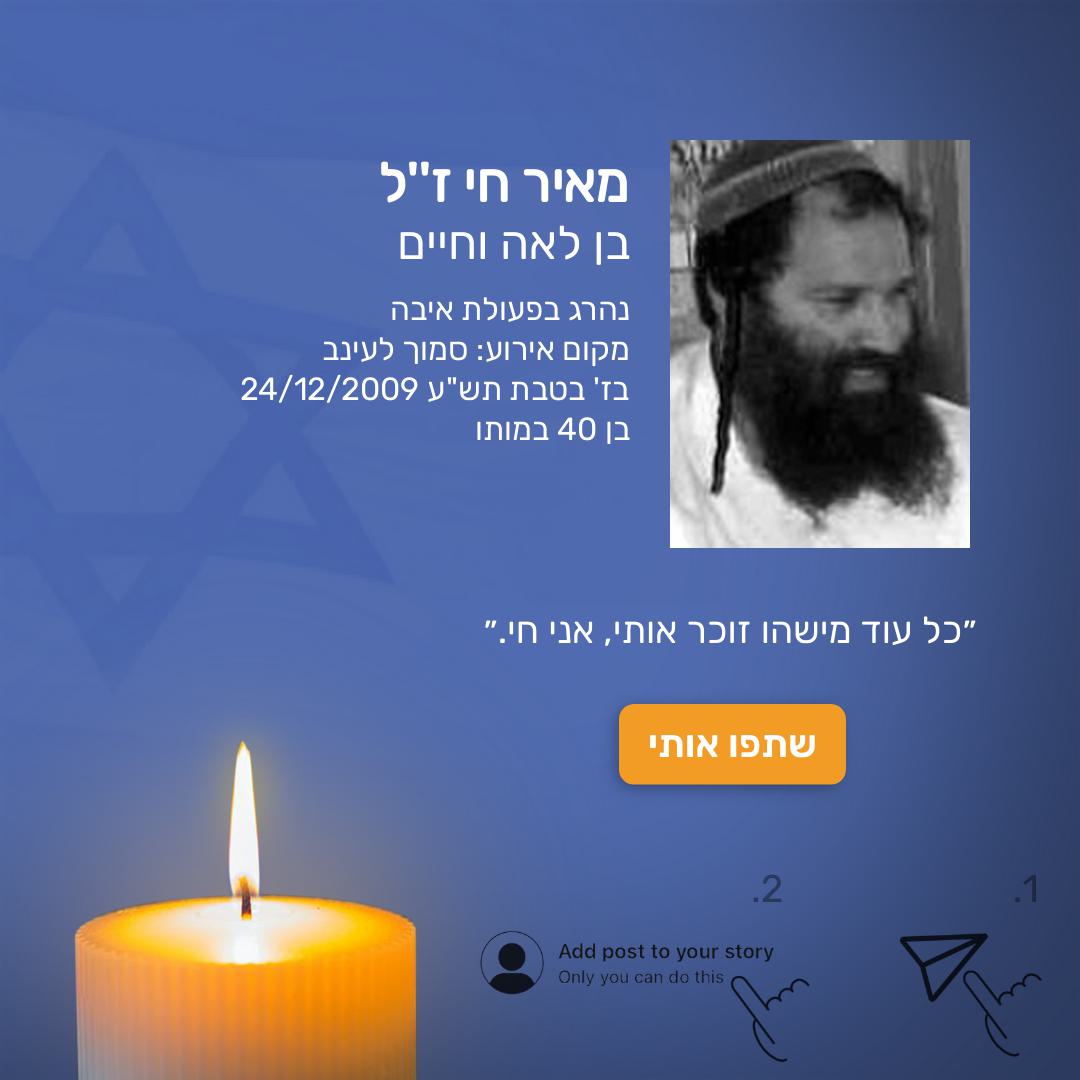 מאיר חי ז"ל
בן לאה וחיים
נהרג בפעולת איבה
מקום אירוע: סמוך לעינב
בז' בטבת תש"ע 24/12/2009
בן 40 במותו
״כל עוד מישהו זוכר אותי, אני חי.״
שתפו אותי
1.
2.
Add post to your story
Only you can do this